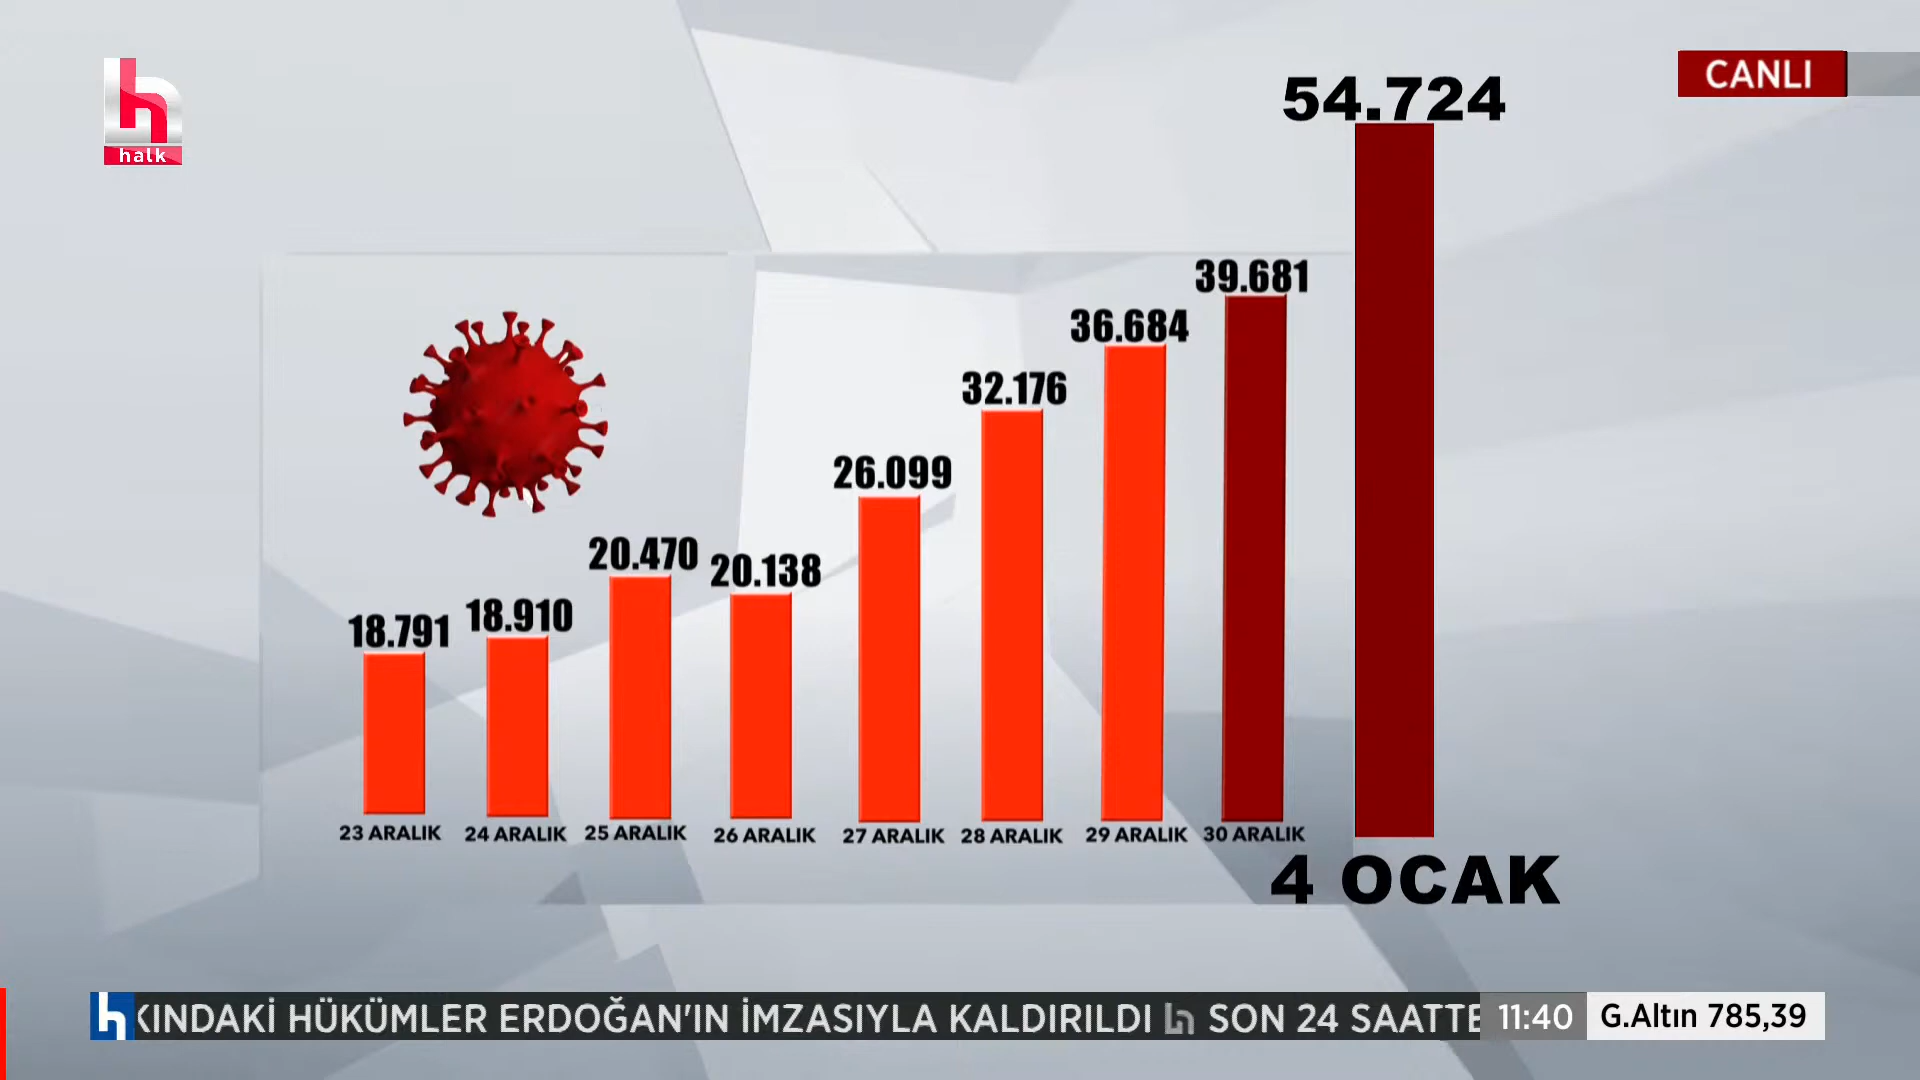 halk
CANLI
54.724
39.681
36.684
32.176
26.099
20.470
20.138
18.910
18.791
23 ARALIK
24 ARALIK
25 ARALIK
26 ARALIK
27 ARALIK
28 ARALIK
29 ARALIK
30 ARALIK
4 OCAK
KINDAKİ HÜKÜMLER ERDOĞAN'IN İMZASIYLA KALDIRILDI SON 24 SAATTE
11:40
G.Altın 785,39